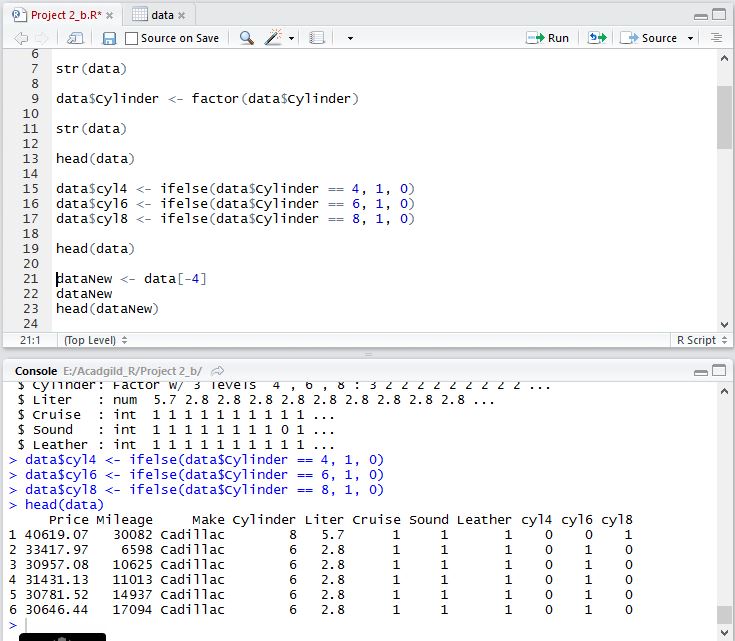 Project 2_b.R* × data ×
Source on Save Run Source
6
7 str(data)
8
9 data$Cylinder <- factor(data$Cylinder)
10
11 str(data)
12
13 head(data)
14
15 data$cyl4 <- ifelse(data$Cylinder == 4, 1, 0)
16 data$cyl6 <- ifelse(data$Cylinder == 6, 1, 0)
17 data$cyl8 <- ifelse(data$Cylinder == 8, 1, 0)
18
19 head(data)
20
21 dataNew <- data[-4]
22 dataNew
23 head(dataNew)
24
21:1 (Top Level) R Script
Console E:/Acadgild_R/Project 2_b/
$ Cylinder: Factor w/ 3 levels "4","6","8": 3 2 2 2 2 2 2 2 2 2 ...
$ Liter : num 5.7 2.8 2.8 2.8 2.8 2.8 2.8 2.8 2.8 2.8 ...
$ Cruise : int 1 1 1 1 1 1 1 1 1 1 ...
$ Sound : int 1 1 1 1 1 1 1 1 0 1 ...
$ Leather : int 1 1 1 1 1 1 1 1 1 1 ...
> data$cyl4 <- ifelse(data$Cylinder == 4, 1, 0)
> data$cyl6 <- ifelse(data$Cylinder == 6, 1, 0)
> data$cyl8 <- ifelse(data$Cylinder == 8, 1, 0)
> head(data)
Price Mileage Make Cylinder Liter Cruise Sound Leather cyl4 cyl6 cyl8
1 40619.07 30082 Cadillac 8 5.7 1 1 1 0 0 1
2 33417.97 6598 Cadillac 6 2.8 1 1 1 0 1 0
3 30957.08 10625 Cadillac 6 2.8 1 1 1 0 1 0
4 31431.13 11013 Cadillac 6 2.8 1 1 1 0 1 0
5 30781.52 14937 Cadillac 6 2.8 1 1 1 0 1 0
6 30646.44 17094 Cadillac 6 2.8 1 1 1 0 1 0
>